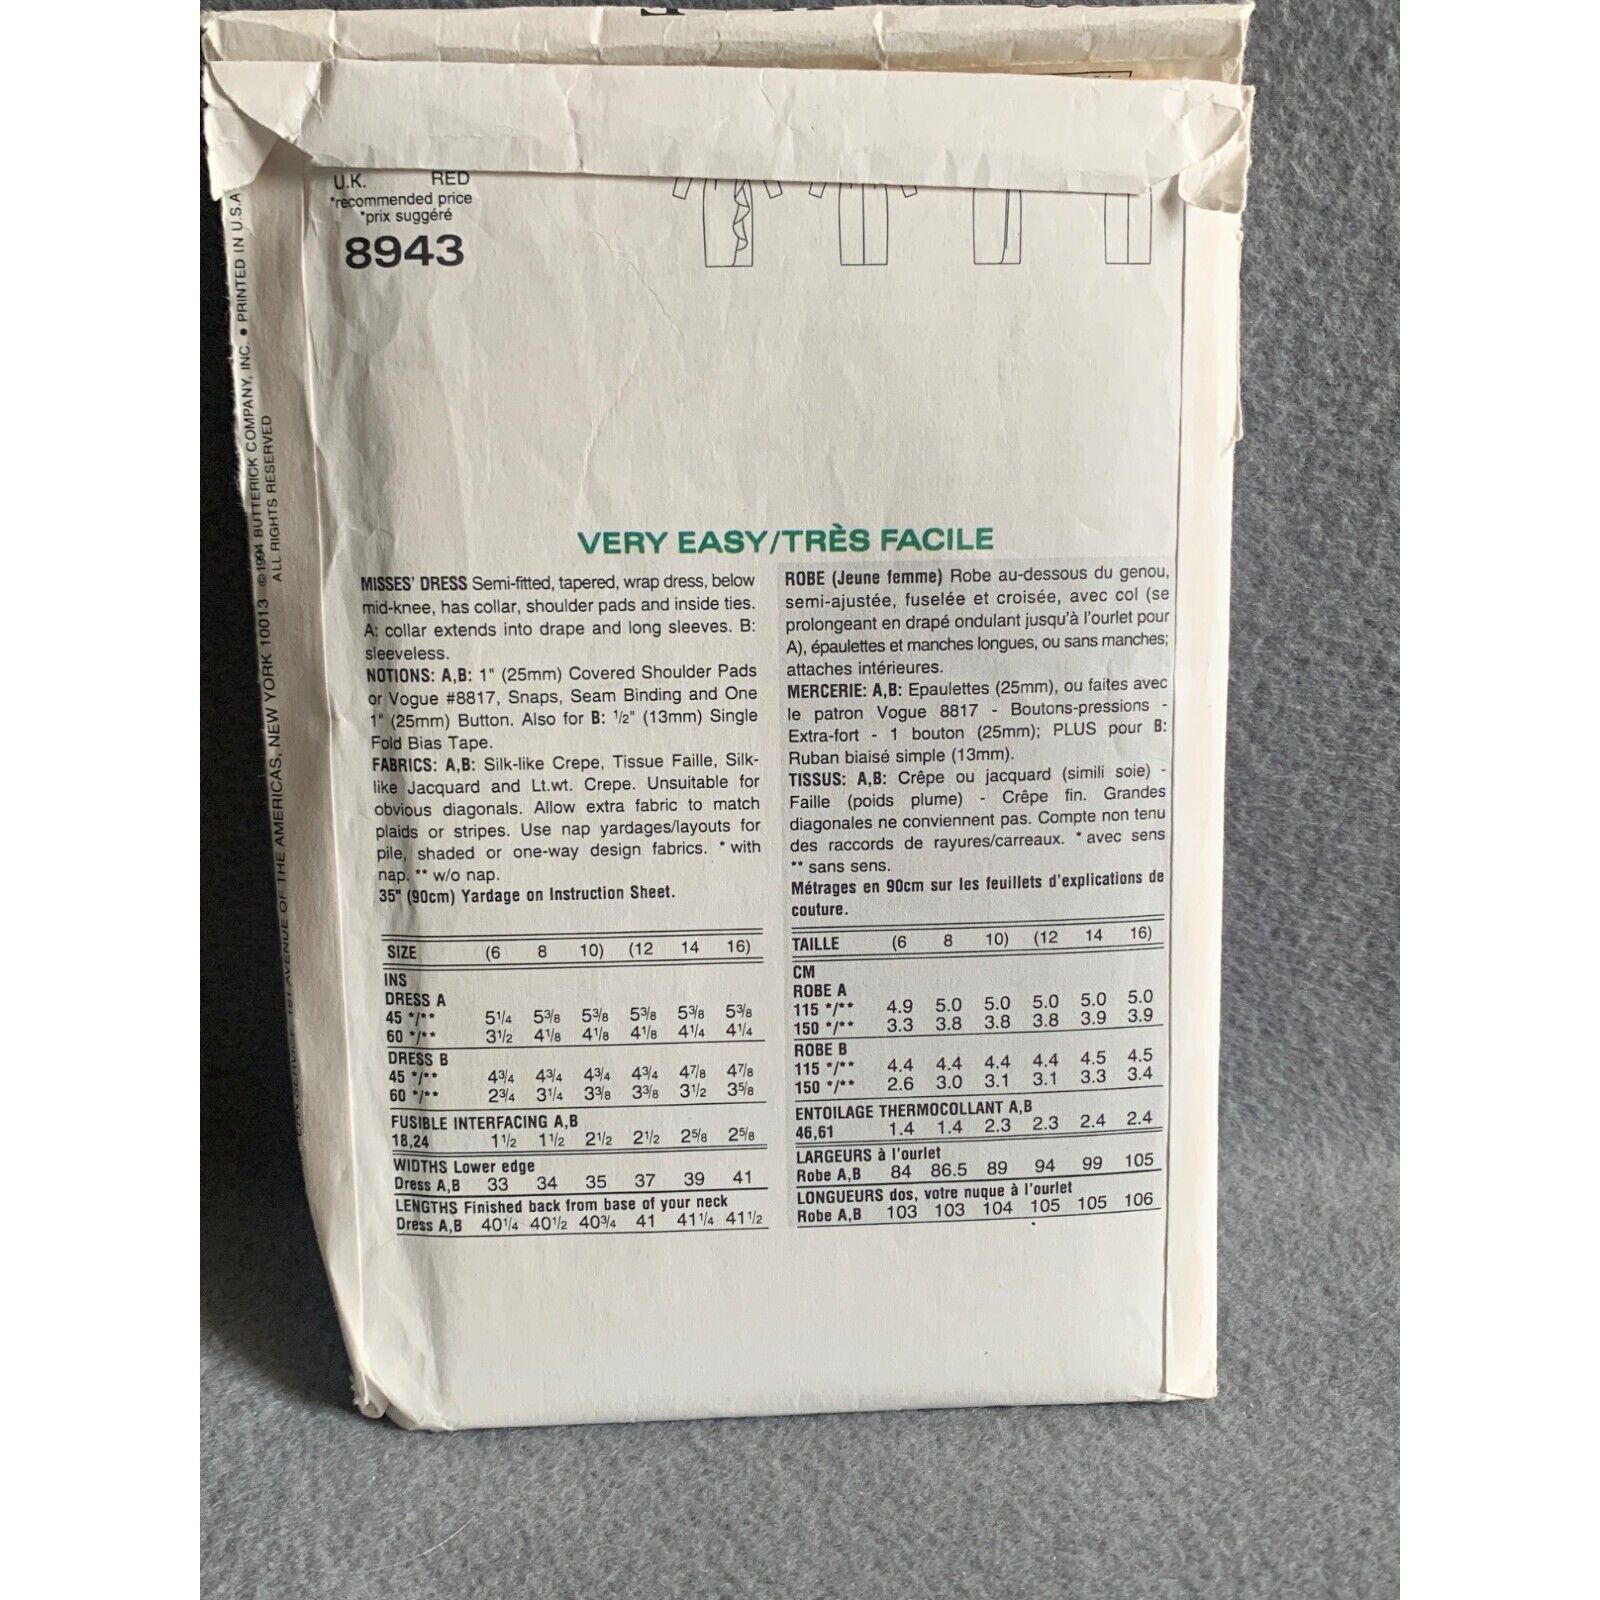 U.K. RED
*recommended price
*prix suggéré
8943
©1994 BUTTERICK COMPANY, INC. • PRINTED IN U.S.A
AVENUE OF THE AMERICAS, NEW YORK 10013
ALL RIGHTS RESERVED
VERY EASY/TRÈS FACILE
MISSES' DRESS Semi-fitted, tapered, wrap dress, below
mid-knee, has collar, shoulder pads and inside ties.
A: collar extends into drape and long sleeves. B:
sleeveless.
NOTIONS: A,B: 1" (25mm) Covered Shoulder Pads
or Vogue #8817, Snaps, Seam Binding and One
1" (25mm) Button. Also for B: 1/2" (13mm) Single
Fold Bias Tape.
FABRICS: A,B: Silk-like Crepe, Tissue Faille, Silk-
like Jacquard and Lt.wt. Crepe. Unsuitable for
obvious diagonals. Allow extra fabric to match
plaids or stripes. Use nap yardages/layouts for
pile, shaded or one-way design fabrics. * with
nap. ** w/o nap.
35" (90cm) Yardage on Instruction Sheet.
SIZE (6 8 10) (12 14 16)
INS
DRESS A
45 */** 5 1/4 5 3/8 5 3/8 5 3/8 5 3/8 5 3/8
60 */** 3 1/2 4 1/8 4 1/8 4 1/8 4 1/4 4 1/4
DRESS B
45 */** 4 3/4 4 3/4 4 3/4 4 3/4 4 7/8 4 7/8
60 */** 2 3/4 3 1/4 3 3/8 3 3/8 3 1/2 3 5/8
FUSIBLE INTERFACING A,B
18,24 1 1/2 1 1/2 2 1/2 2 1/2 2 5/8 2 5/8
WIDTHS Lower edge
Dress A,B 33 34 35 37 39 41
LENGTHS Finished back from base of your neck
Dress A,B 40 1/4 40 1/2 40 3/4 41 41 1/4 41 1/2
ROBE (Jeune femme) Robe au-dessous du genou,
semi-ajustée, fuselée et croisée, avec col (se
prolongeant en drapé ondulant jusqu'à l'ourlet pour
A), épaulettes et manches longues, ou sans manches;
attaches intérieures.
MERCERIE: A,B: Epaulettes (25mm), ou faites avec
le patron Vogue 8817 - Boutons-pressions -
Extra-fort - 1 bouton (25mm); PLUS pour B:
Ruban biaisé simple (13mm).
TISSUS: A,B: Crêpe ou jacquard (simili soie) -
Faille (poids plume) - Crêpe fin. Grandes
diagonales ne conviennent pas. Compte non tenu
des raccords de rayures/carreaux. * avec sens
** sans sens.
Métrages en 90cm sur les feuillets d'explications de
couture.
TAILLE (6 8 10) (12 14 16)
CM
ROBE A
115 */** 4.9 5.0 5.0 5.0 5.0 5.0
150 */** 3.3 3.8 3.8 3.8 3.9 3.9
ROBE B
115 */** 4.4 4.4 4.4 4.4 4.5 4.5
150 */** 2.6 3.0 3.1 3.1 3.3 3.4
ENTOILAGE THERMOCOLLANT A,B
46,61 1.4 1.4 2.3 2.3 2.4 2.4
LARGEURS à l'ourlet
Robe A,B 84 86.5 89 94 99 105
LONGUEURS dos, votre nuque à l'ourlet
Robe A,B 103 103 104 105 105 106